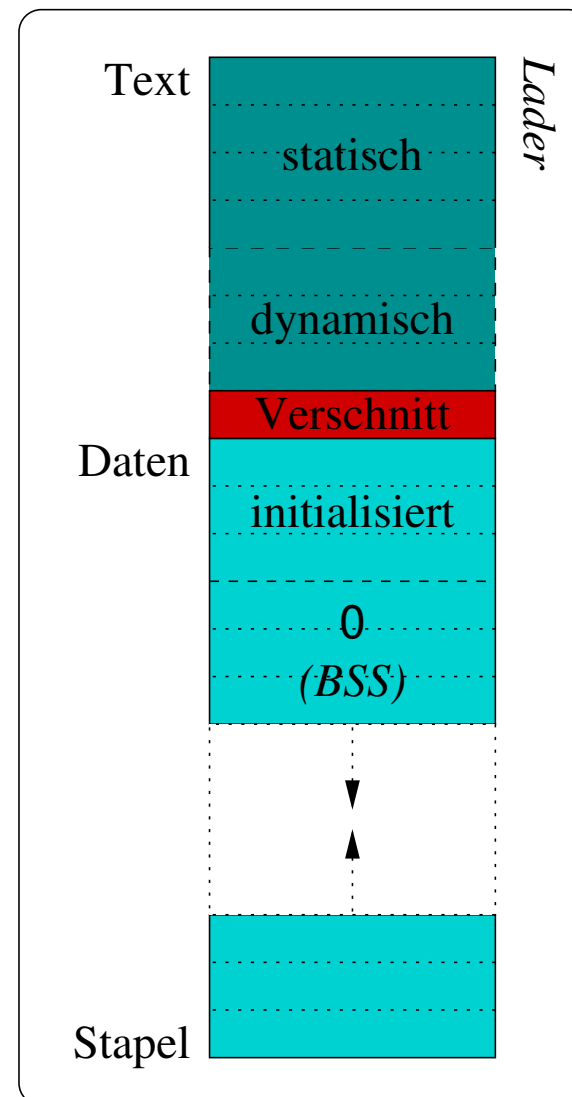 Text
Lader
statisch
dynamisch
Verschnitt
Daten
initialisiert
0
(BSS)
Stapel